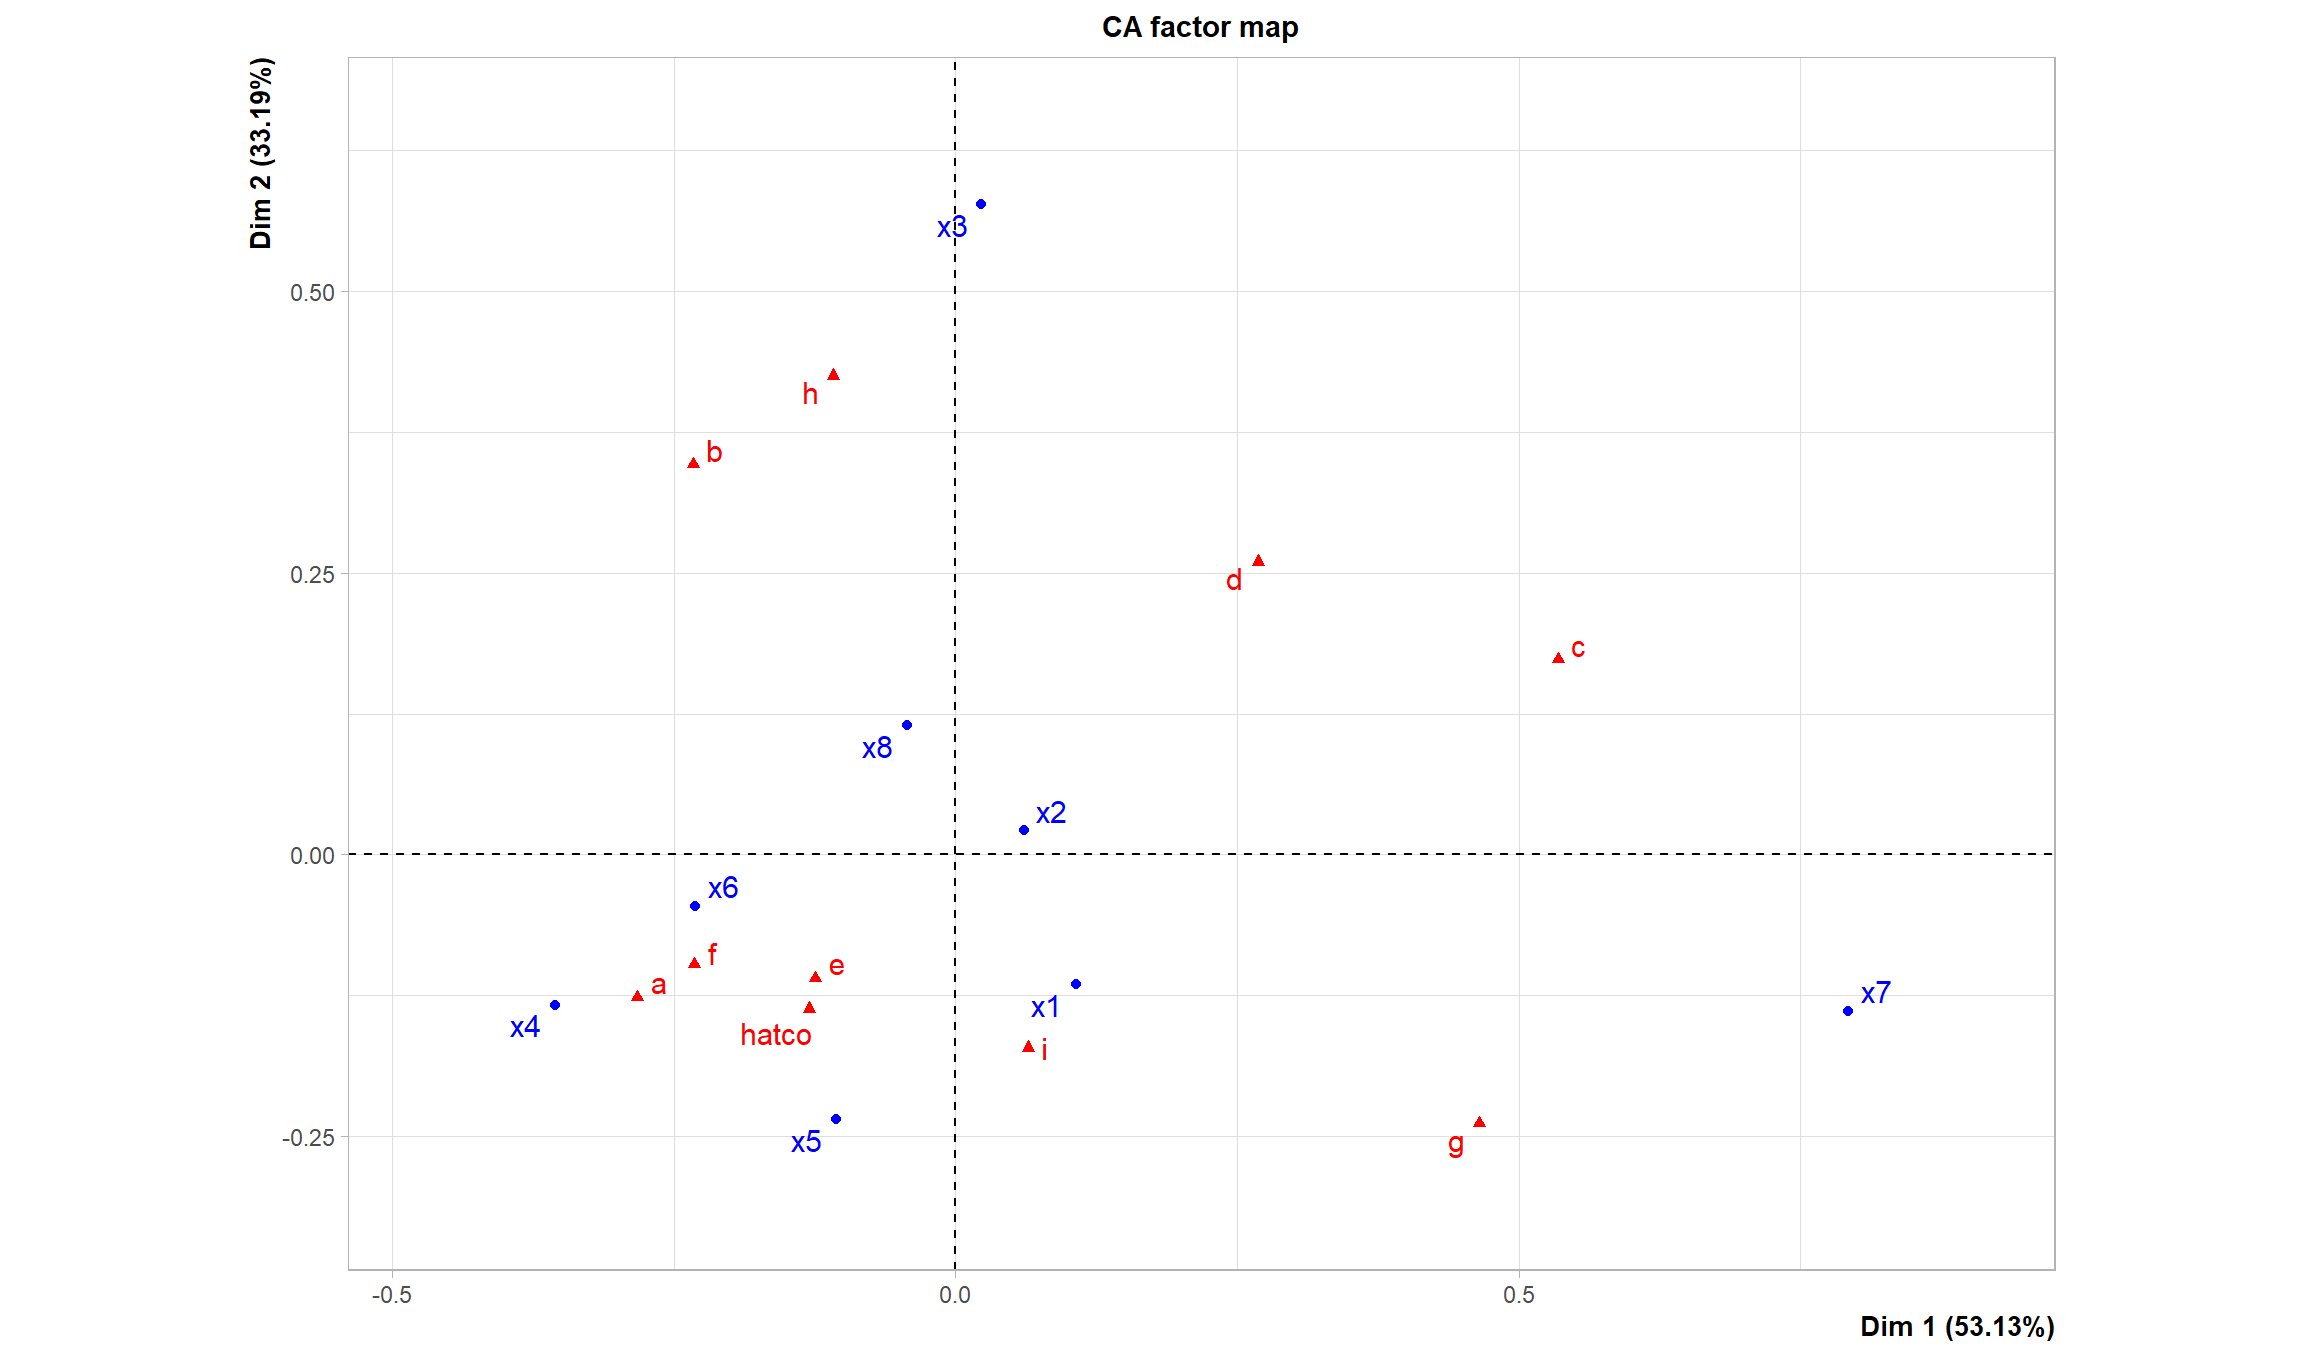 CA factor map
Dim 2 (33.19%)
x3
0.50
h
b
0.25
d
c
x8
x2
0.00
x6
f
e
a
x7
x1
x4
hatco
i
-0.25
x5
g
-0.5
0.0
0.5
Dim 1 (53.13%)